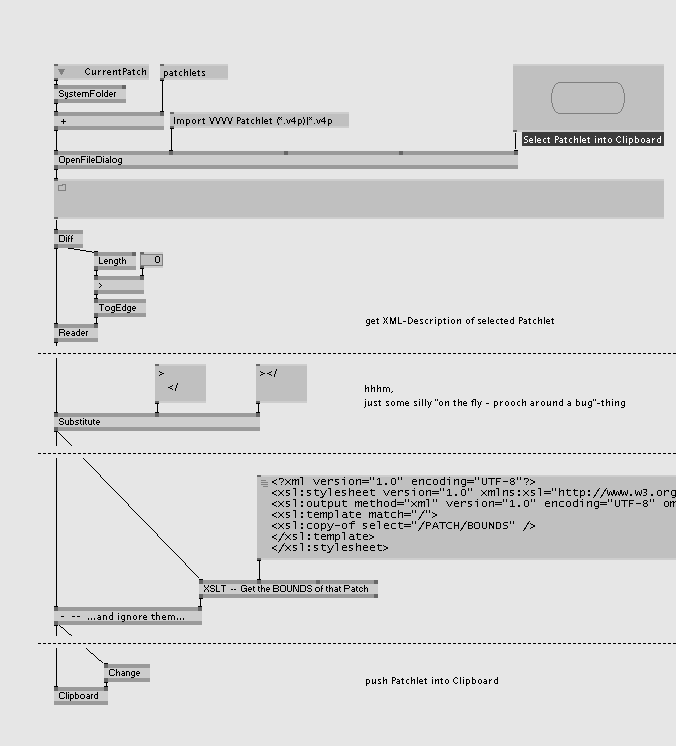 CurrentPatch
patchlets
SystemFolder
+
Import VVVV Patchlet (*.v4p)|*.v4p
Select Patchlet into Clipboard
OpenFileDialog
Diff
Length
0
>
TogEdge
get XML-Description of selected Patchlet
Reader
>
</
></
hhhm,
just some silly "on the fly - prooch around a bug"-thing
Substitute
<?xml version="1.0" encoding="UTF-8"?>
<xsl:stylesheet version="1.0" xmlns:xsl="http://www.w3.org
<xsl:output method="xml" version="1.0" encoding="UTF-8" om
<xsl:template match="/">
<xsl:copy-of select="/PATCH/BOUNDS" />
</xsl:template>
</xsl:stylesheet>
XSLT -- Get the BOUNDS of that Patch
- -- ...and ignore them...
Change
push Patchlet into Clipboard
Clipboard